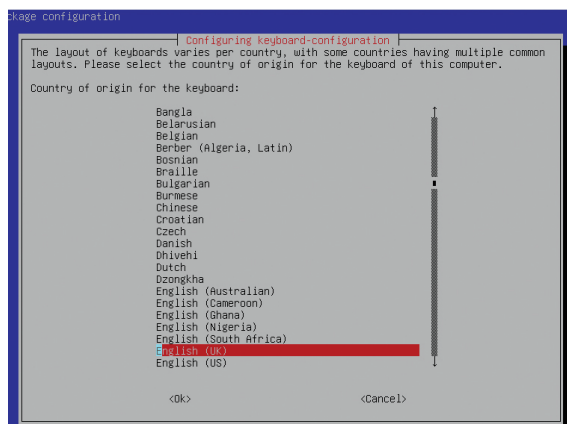 ckage configuration
Configuring keyboard-configuration
The layout of keyboards varies per country, with some countries having multiple common
layouts. Please select the country of origin for the keyboard of this computer.
Country of origin for the keyboard:
Bangla
Belarusian
Belgian
Berber (Algeria, Latin)
Bosnian
Braille
Bulgarian
Burmese
Chinese
Croatian
Czech
Danish
Dhivehi
Dutch
Dzongkha
English (Australian)
English (Cameroon)
English (Ghana)
English (Nigeria)
English (South Africa)
English (UK)
English (US)
<Ok> <Cancel>